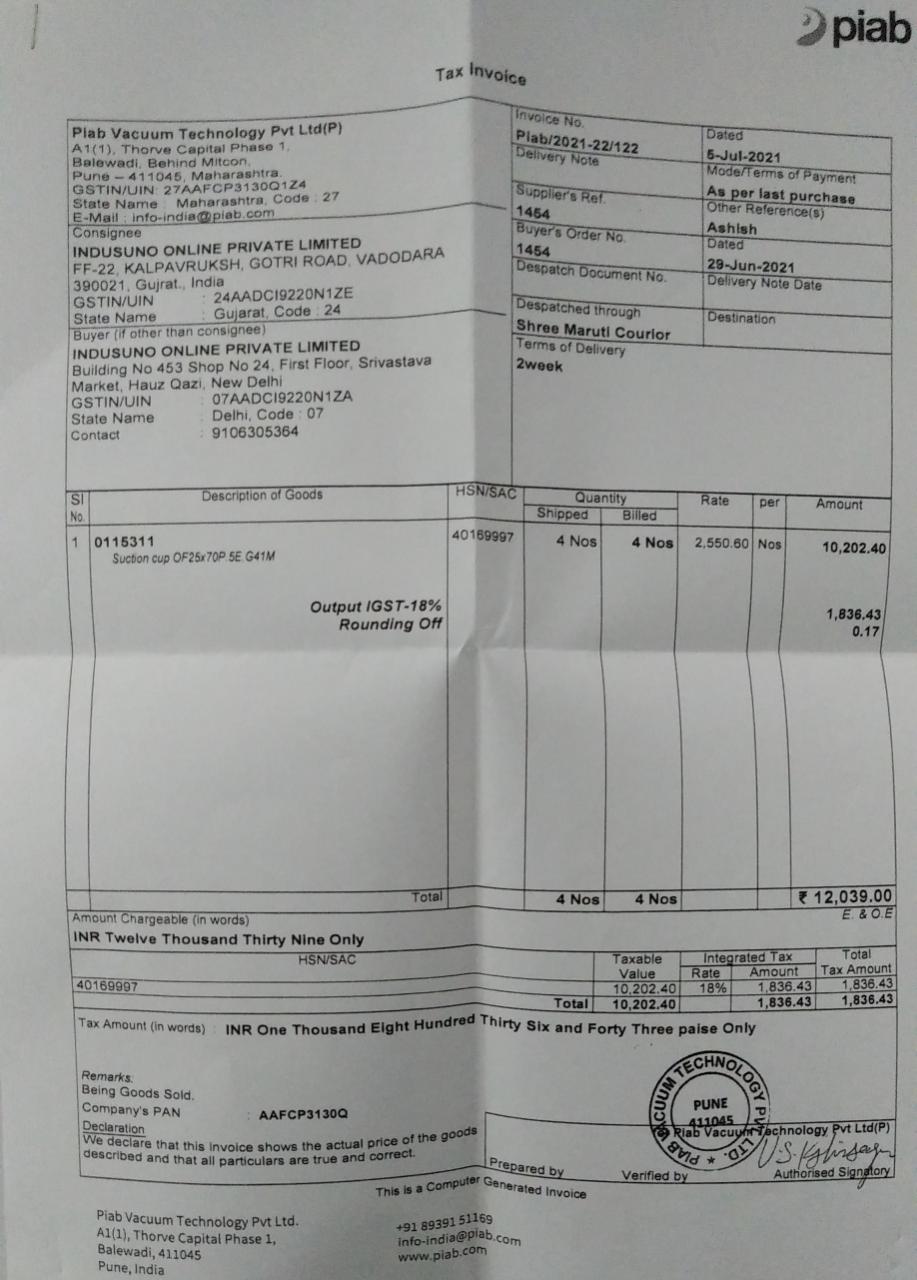 piab
Tax Invoice
Piab Vacuum Technology Pvt Ltd(P)
A1(1), Thorve Capital Phase 1,
Balewadi, Behind Mitcon,
Pune – 411045, Maharashtra.
GSTIN/UIN: 27AAFCP3130Q1Z4
State Name : Maharashtra, Code : 27
E-Mail : info-india@piab.com
Invoice No.
Piab/2021-22/122
Dated
5-Jul-2021
Delivery Note
Mode/Terms of Payment
As per last purchase
Supplier's Ref.
1454
Other Reference(s)
Ashish
Buyer's Order No.
1454
Dated
29-Jun-2021
Despatch Document No.
Delivery Note Date
Despatched through
Shree Maruti Courior
Destination
Terms of Delivery
2week
Consignee
INDUSUNO ONLINE PRIVATE LIMITED
FF-22, KALPAVRUKSH, GOTRI ROAD, VADODARA
390021, Gujrat., India
GSTIN/UIN : 24AADCI9220N1ZE
State Name : Gujarat, Code : 24
Buyer (if other than consignee)
INDUSUNO ONLINE PRIVATE LIMITED
Building No 453 Shop No 24, First Floor, Srivastava
Market, Hauz Qazi, New Delhi
GSTIN/UIN : 07AADCI9220N1ZA
State Name : Delhi, Code : 07
Contact : 9106305364
Sl No. Description of Goods HSN/SAC Quantity Rate per Amount
Shipped Billed
1 0115311 40169997 4 Nos 4 Nos 2,550.60 Nos 10,202.40
Suction cup OF25x70P 5E G41M
Output IGST-18% 1,836.43
Rounding Off 0.17
Total 4 Nos 4 Nos ₹ 12,039.00
Amount Chargeable (in words) E. & O.E
INR Twelve Thousand Thirty Nine Only
HSN/SAC Taxable Value Integrated Tax Total Tax Amount
Rate Amount
40169997 10,202.40 18% 1,836.43 1,836.43
Total 10,202.40 1,836.43 1,836.43
Tax Amount (in words) : INR One Thousand Eight Hundred Thirty Six and Forty Three paise Only
Remarks:
Being Goods Sold.
Company's PAN : AAFCP3130Q
Declaration
We declare that this invoice shows the actual price of the goods
described and that all particulars are true and correct.
PIAB VACUUM TECHNOLOGY PVT. LTD. ★
PUNE
411045
Piab Vacuum Technology Pvt Ltd(P)
Prepared by Verified by Authorised Signatory
This is a Computer Generated Invoice
Piab Vacuum Technology Pvt Ltd.
A1(1), Thorve Capital Phase 1,
Balewadi, 411045
Pune, India
+91 89391 51169
info-india@piab.com
www.piab.com